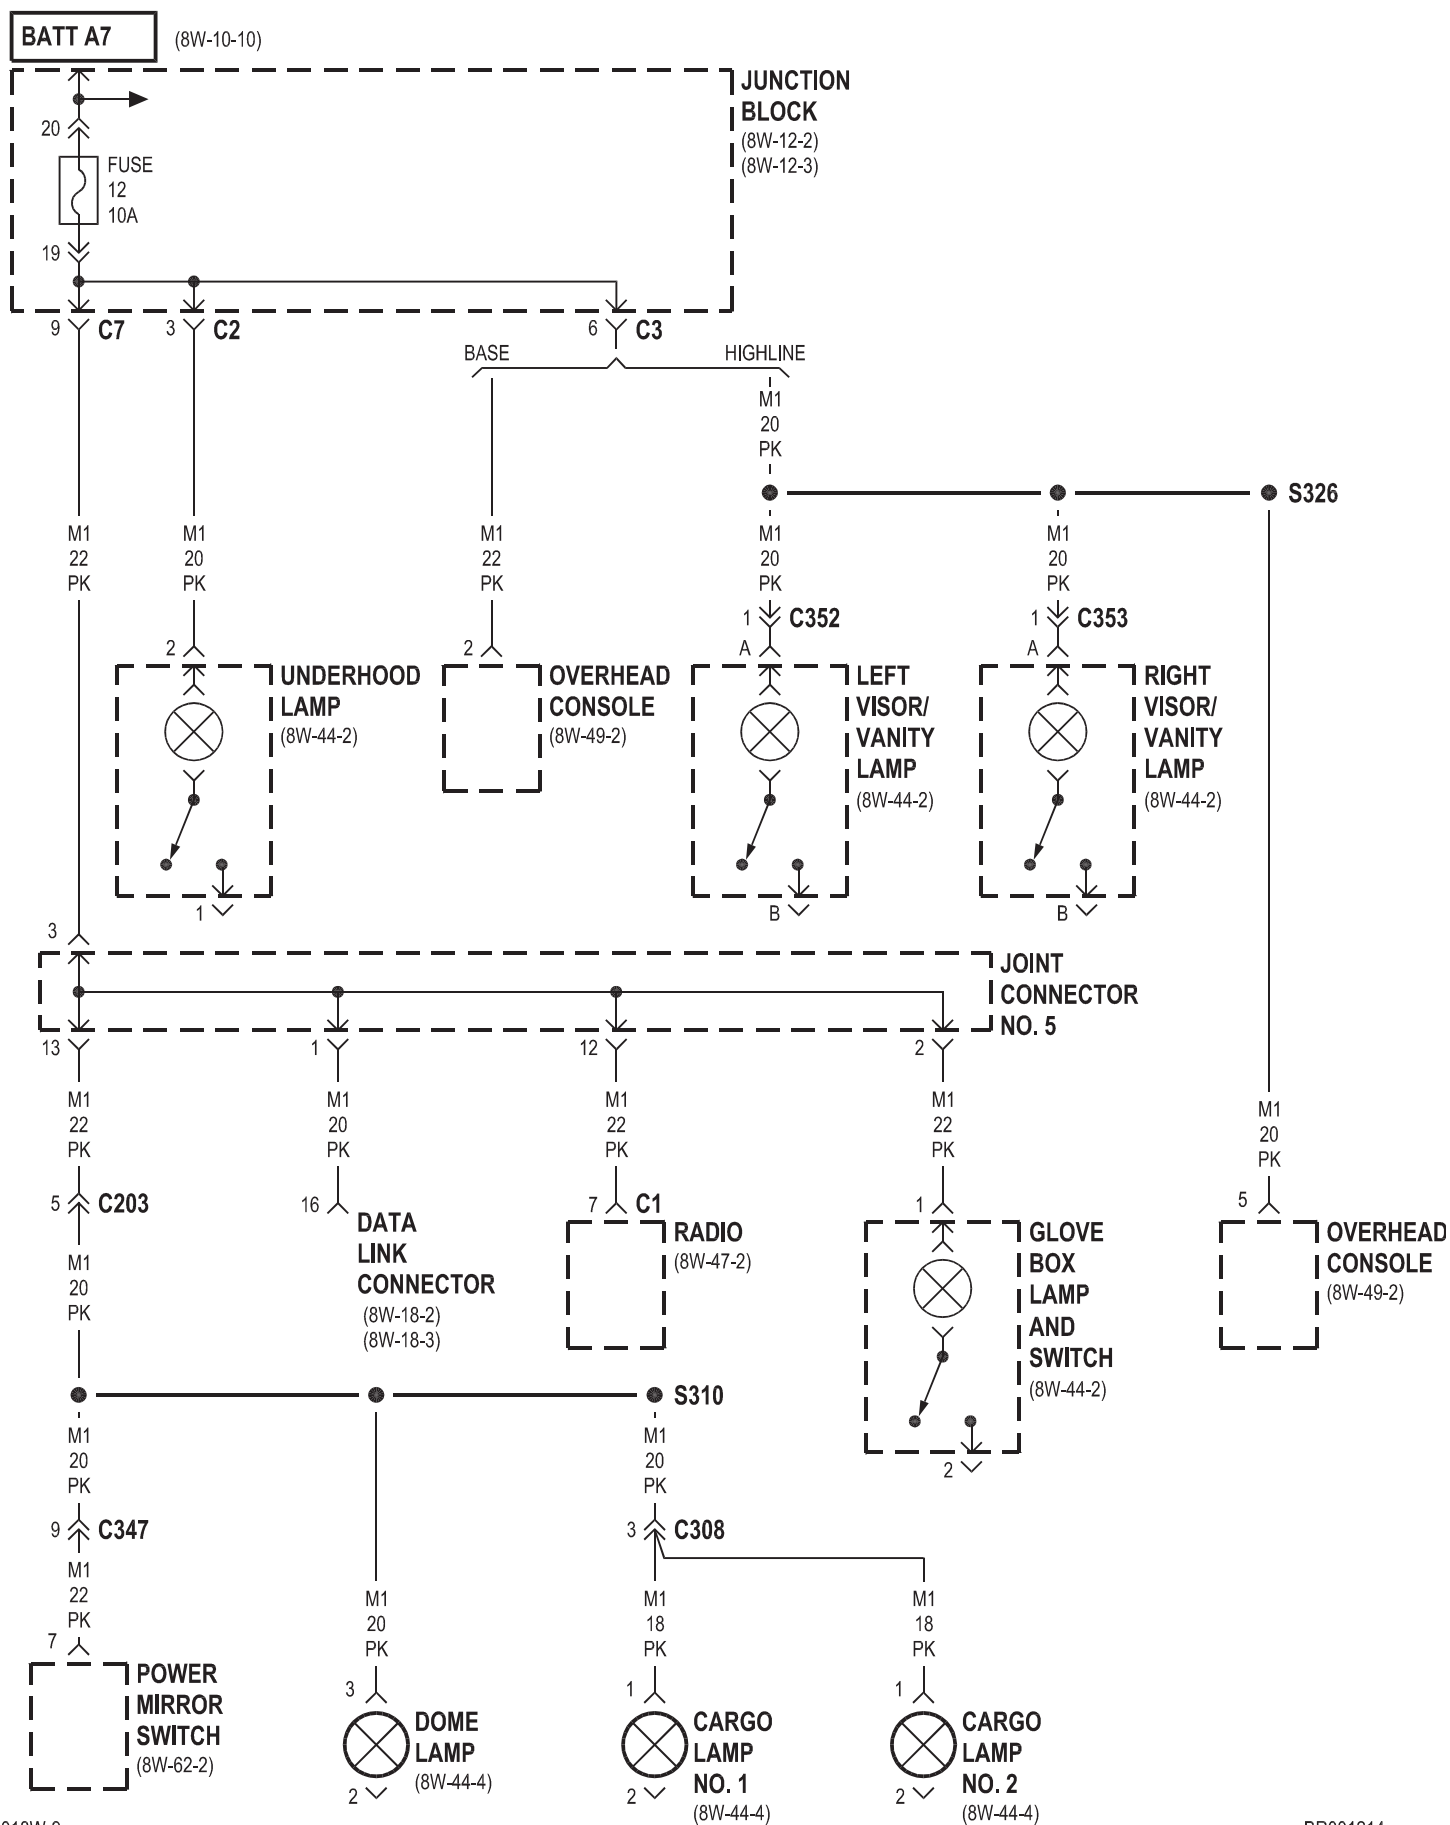 BATT A7
(8W-10-10)
JUNCTION
BLOCK
(8W-12-2)
(8W-12-3)
20
FUSE
12
10A
19
9
C7
3
C2
6
C3
BASE
HIGHLINE
M1
20
PK
S326
M1
22
PK
M1
20
PK
M1
22
PK
M1
20
PK
M1
20
PK
1
C352
1
C353
2
2
A
A
UNDERHOOD
LAMP
(8W-44-2)
OVERHEAD
CONSOLE
(8W-49-2)
LEFT
VISOR/
VANITY
LAMP
(8W-44-2)
RIGHT
VISOR/
VANITY
LAMP
(8W-44-2)
1
B
B
3
JOINT
CONNECTOR
NO. 5
13
1
12
2
M1
22
PK
M1
20
PK
M1
22
PK
M1
22
PK
M1
20
PK
5
C203
16
7
C1
1
5
DATA
LINK
CONNECTOR
(8W-18-2)
(8W-18-3)
RADIO
(8W-47-2)
GLOVE
BOX
LAMP
AND
SWITCH
(8W-44-2)
OVERHEAD
CONSOLE
(8W-49-2)
M1
20
PK
S310
2
M1
20
PK
M1
20
PK
9
C347
3
C308
M1
22
PK
M1
20
PK
M1
18
PK
M1
18
PK
7
POWER
MIRROR
SWITCH
(8W-62-2)
3
DOME
LAMP
(8W-44-4)
2
1
CARGO
LAMP
NO. 1
(8W-44-4)
2
1
CARGO
LAMP
NO. 2
(8W-44-4)
2